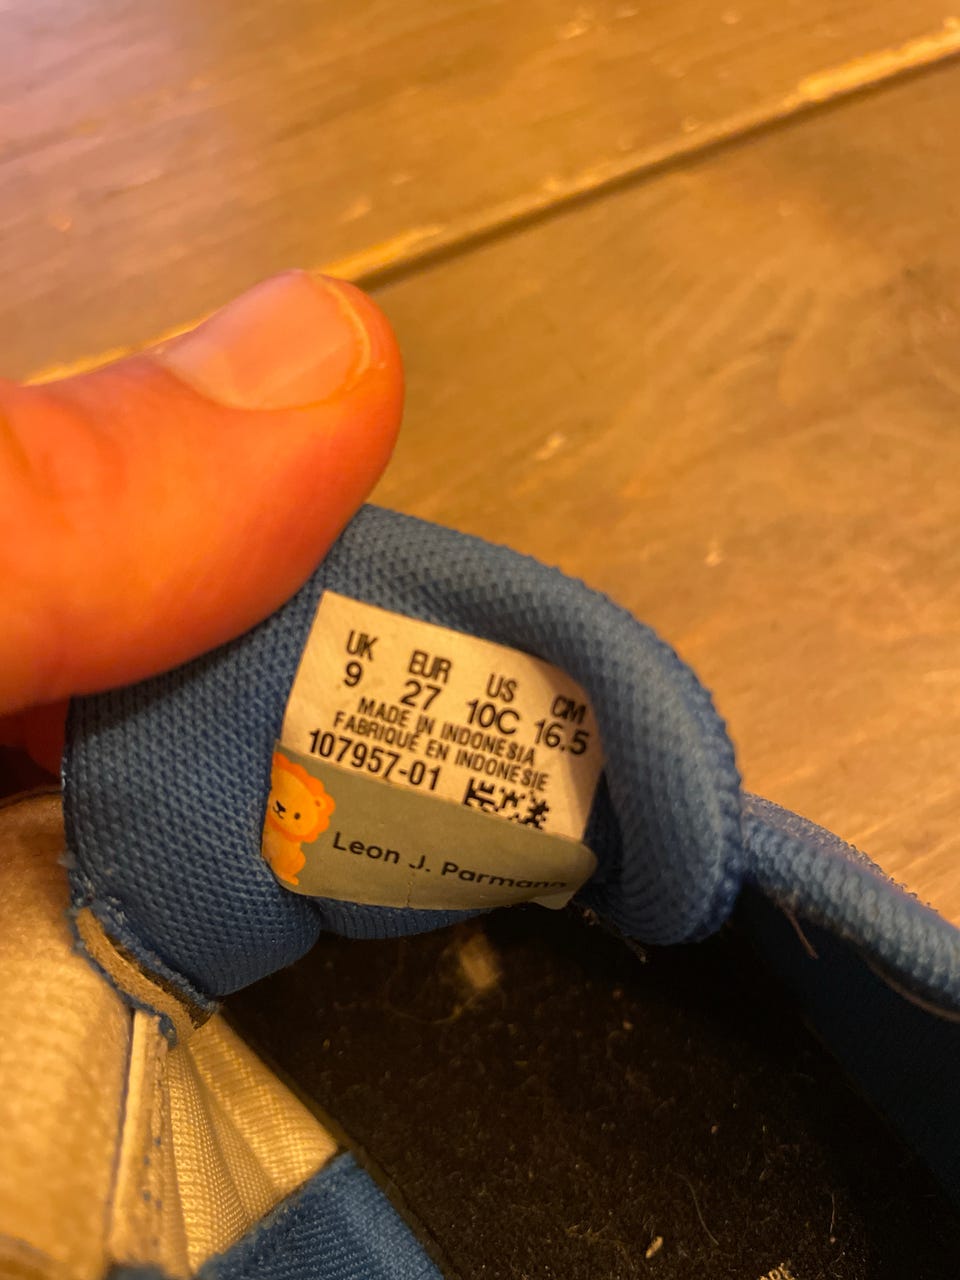 UK EUR US CM
9 27 10C 16.5
MADE IN INDONESIA
FABRIQUÉ EN INDONESIE
107957-01
Leon J. Parmann